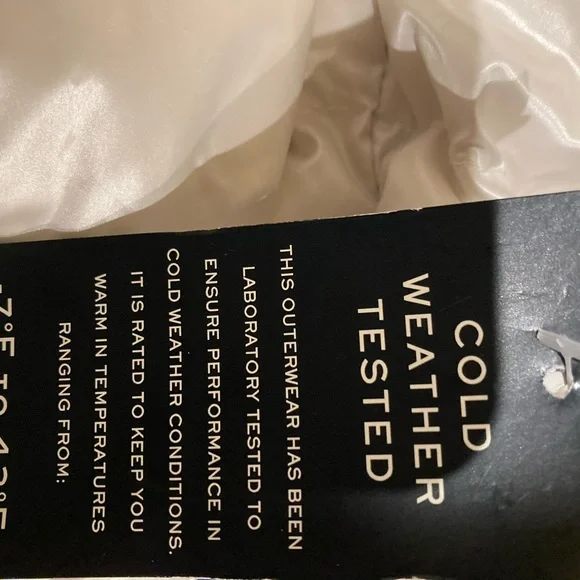 COLD
WEATHER
TESTED
THIS OUTERWEAR HAS BEEN
LABORATORY TESTED TO
ENSURE PERFORMANCE IN
COLD WEATHER CONDITIONS.
IT IS RATED TO KEEP YOU
WARM IN TEMPERATURES
RANGING FROM:
TO